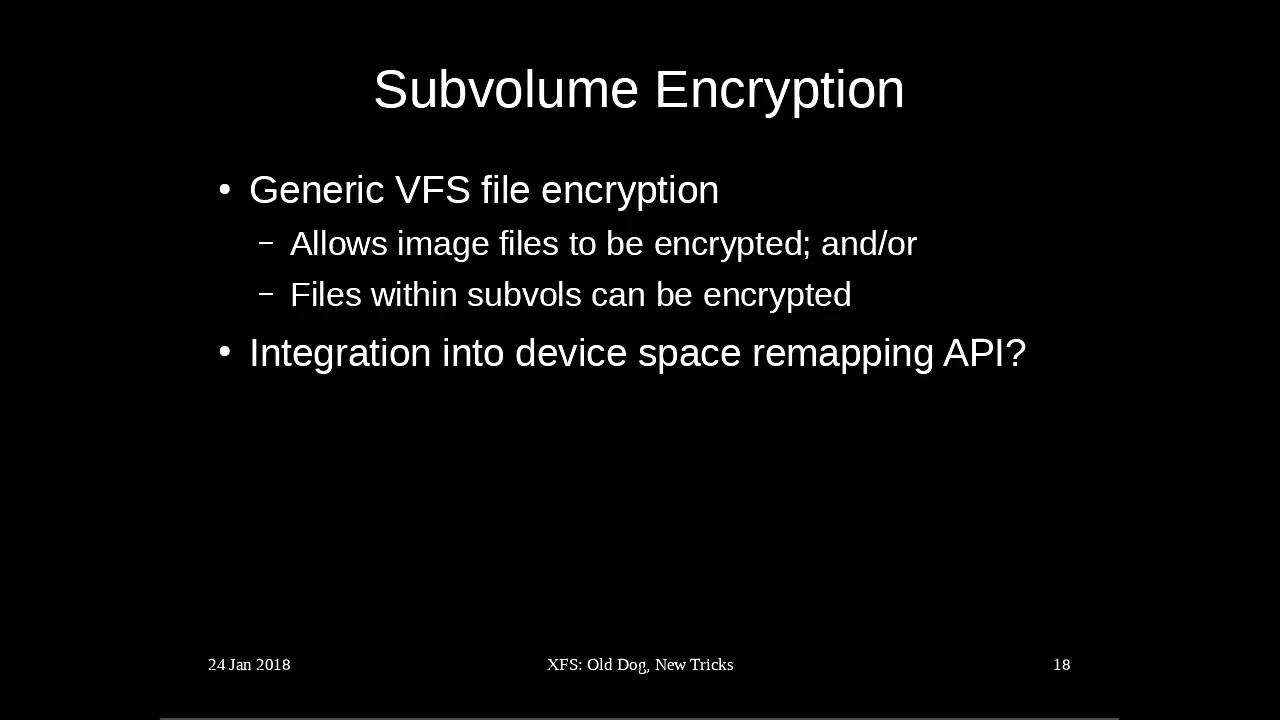 Subvolume Encryption
• Generic VFS file encryption
– Allows image files to be encrypted; and/or
– Files within subvols can be encrypted
• Integration into device space remapping API?
24 Jan 2018 XFS: Old Dog, New Tricks 18